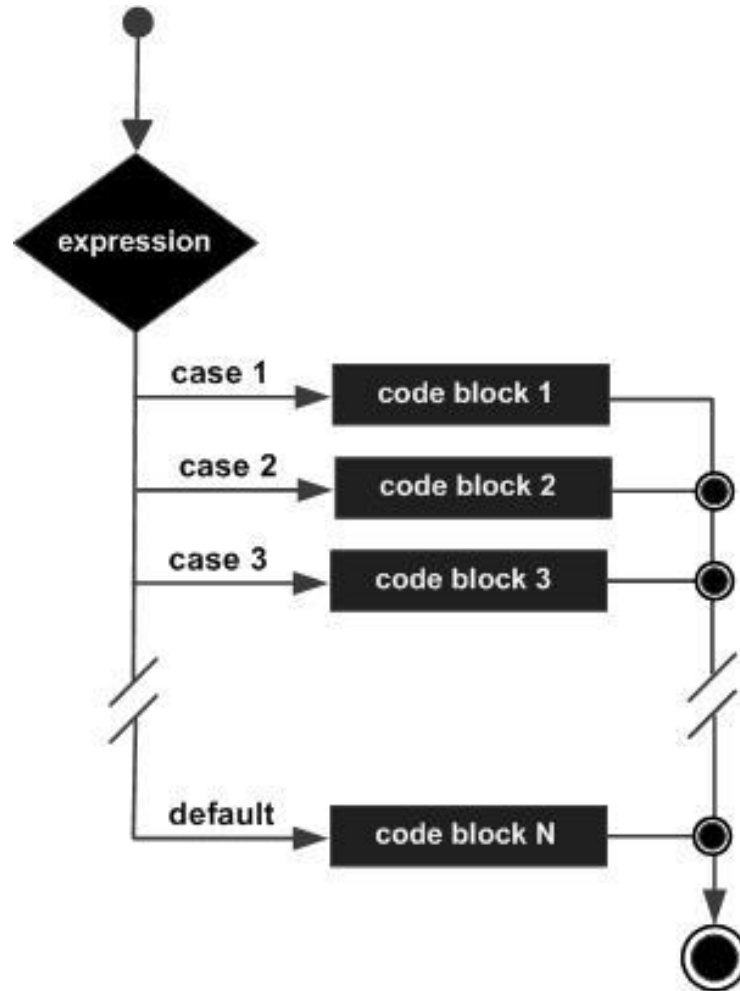 expression
case 1
code block 1
case 2
code block 2
case 3
code block 3
default
code block N